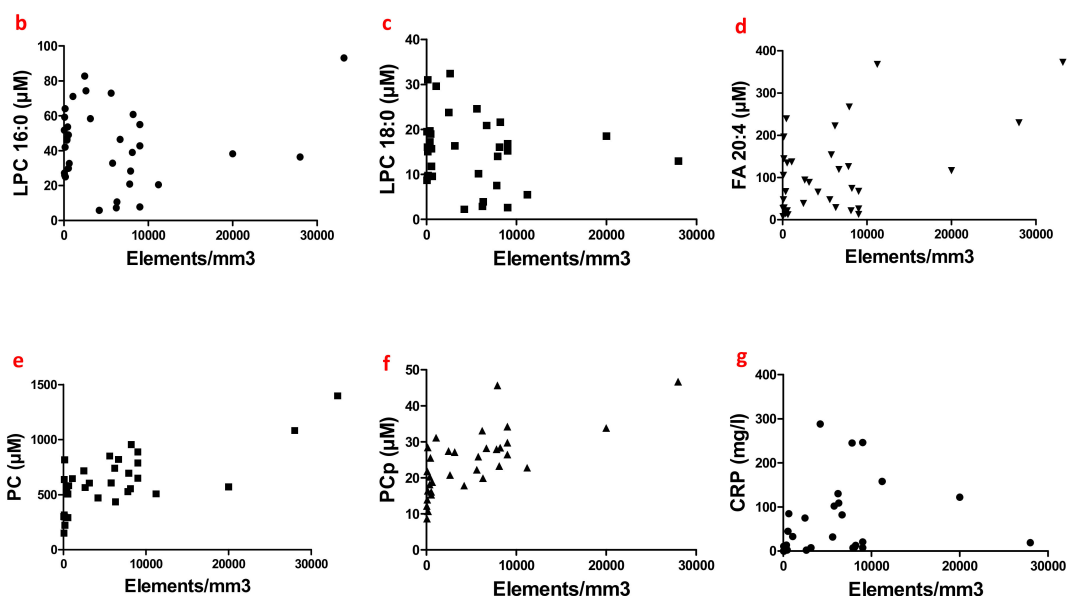 b
100
80
60
40
20
0
LPC 16:0 (µM)
0 10000 20000 30000
Elements/mm3
c
40
30
20
10
0
LPC 18:0 (µM)
0 10000 20000 30000
Elements/mm3
d
400
300
200
100
0
FA 20:4 (µM)
0 10000 20000 30000
Elements/mm3
e
1500
1000
500
0
PC (µM)
0 10000 20000 30000
Elements/mm3
f
50
40
30
20
10
0
PCp (µM)
0 10000 20000 30000
Elements/mm3
g
400
300
200
100
0
CRP (mg/l)
0 10000 20000 30000
Elements/mm3